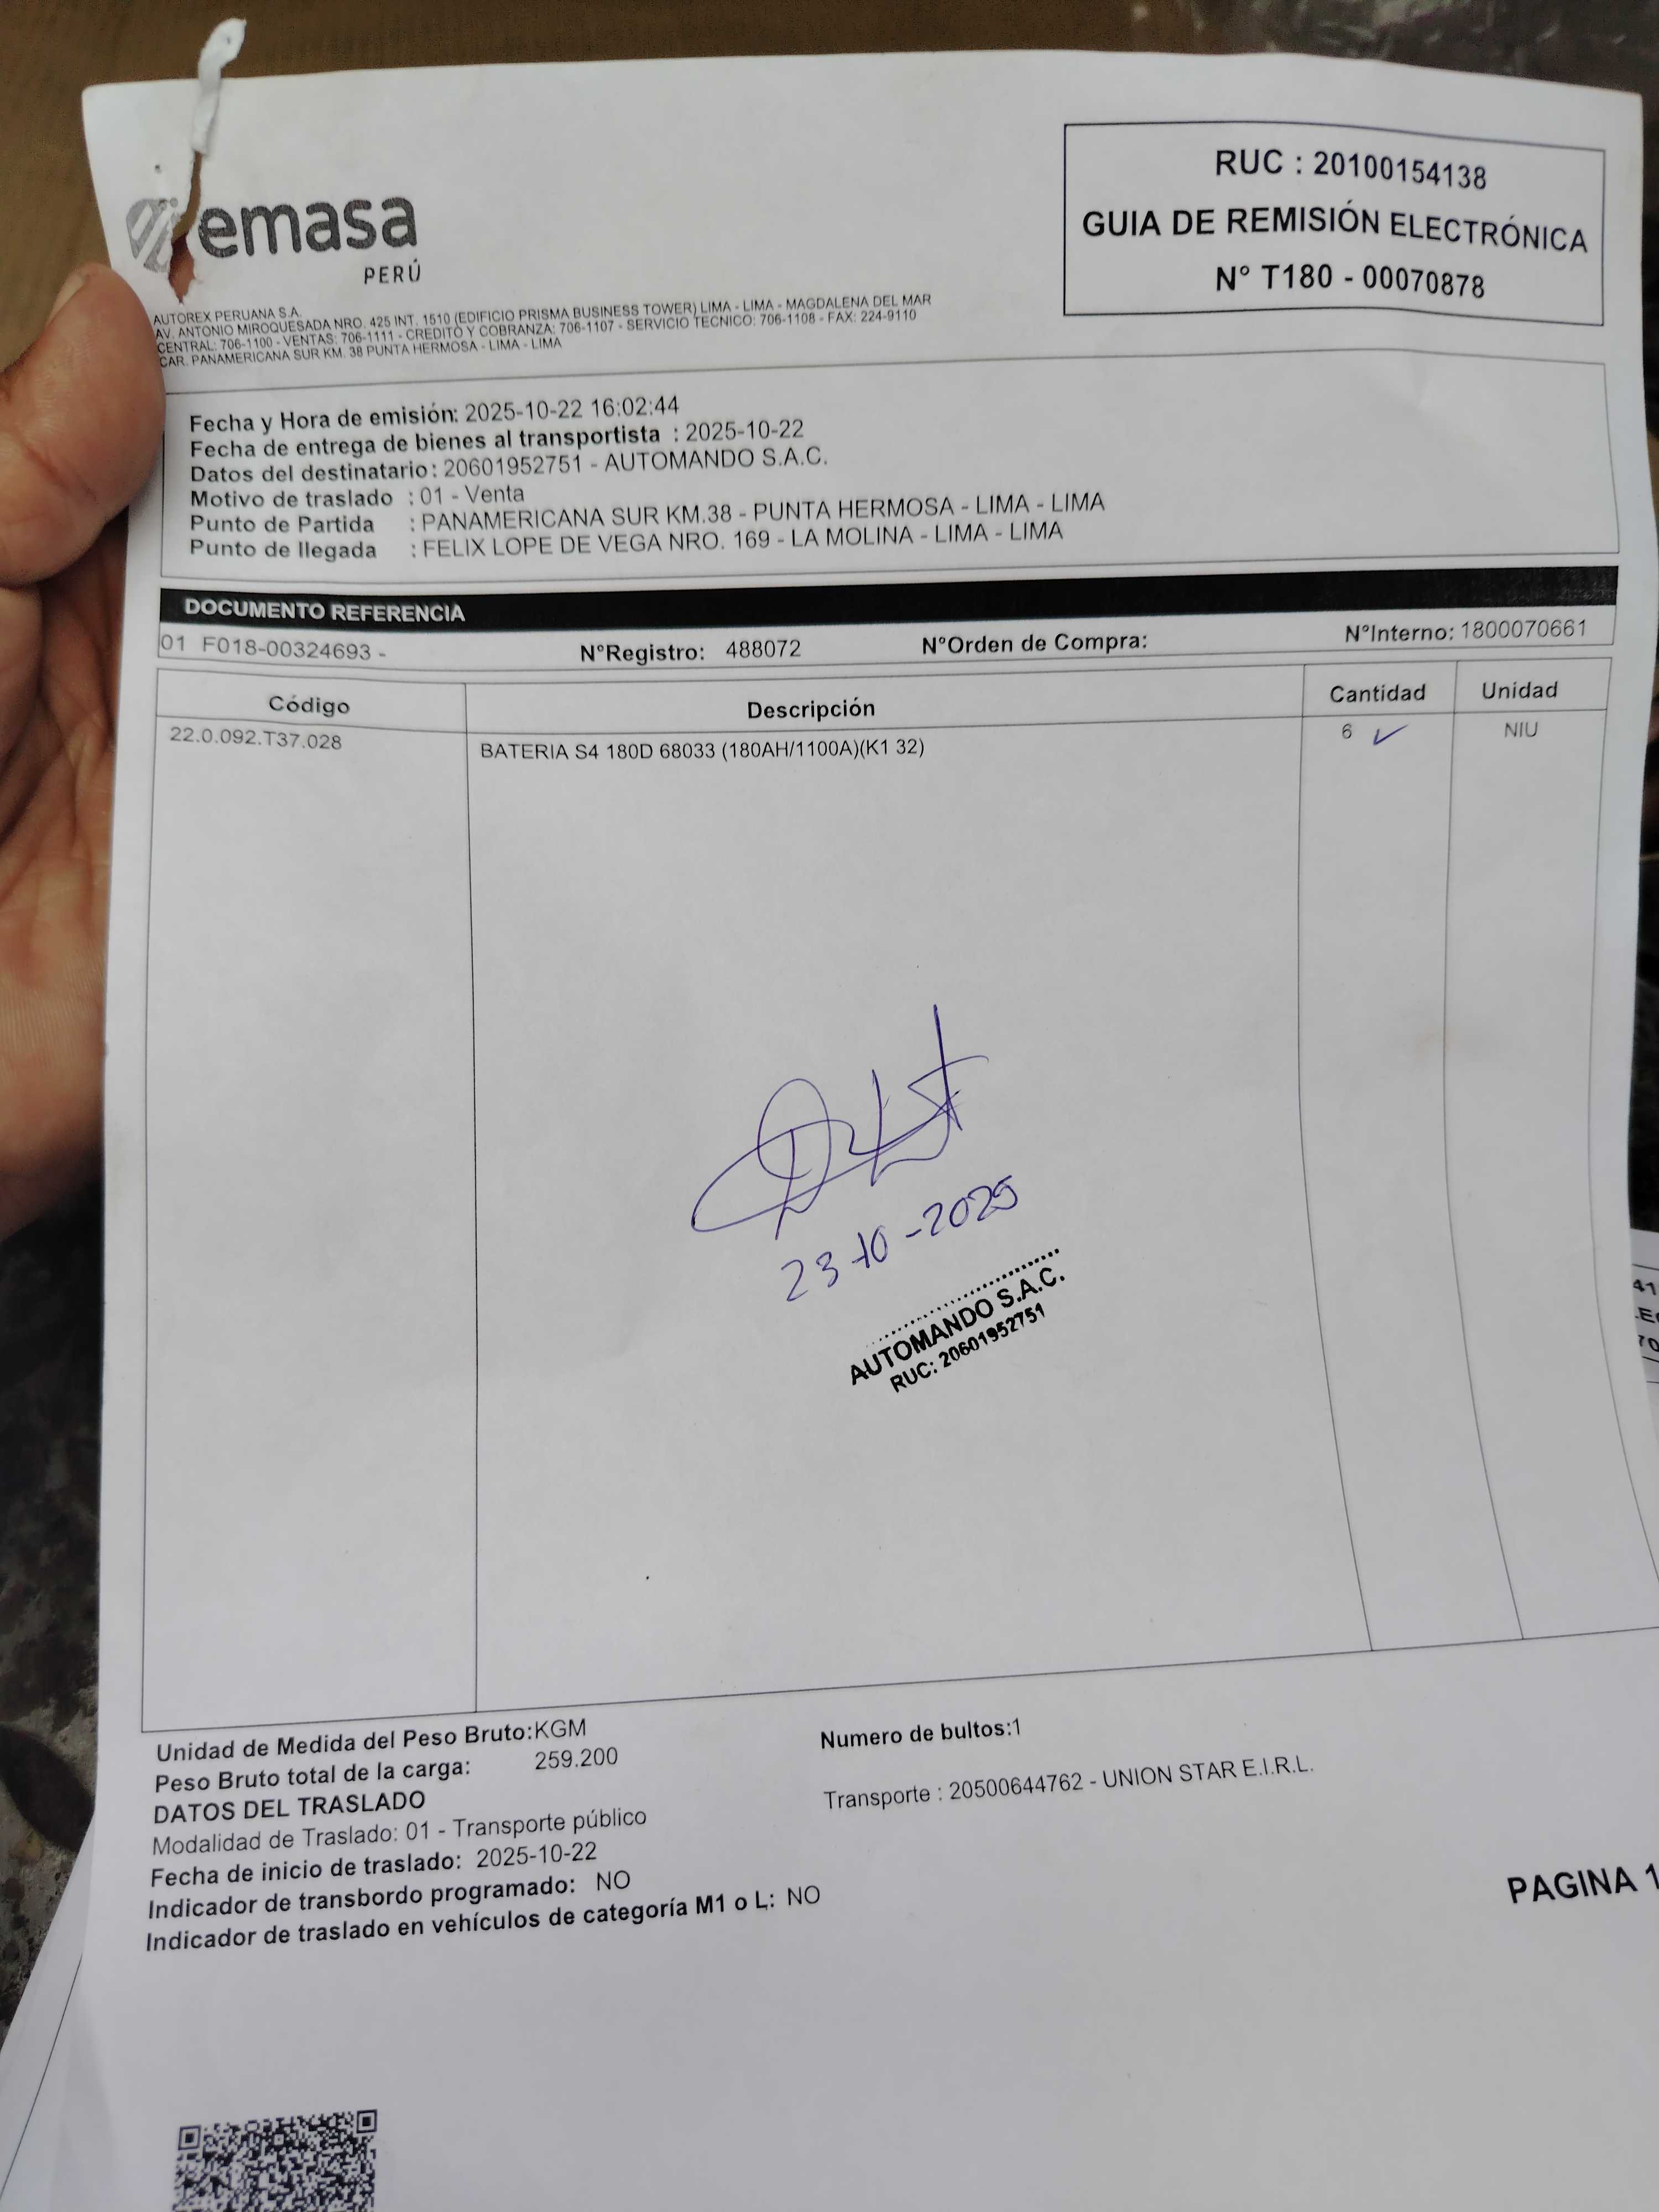 RUC : 20100154138
GUIA DE REMISIÓN ELECTRÓNICA
N° T180 - 00070878
emasa
PERÚ
AUTOREX PERUANA S.A.
AV. ANTONIO MIROQUESADA NRO. 425 INT. 1510 (EDIFICIO PRISMA BUSINESS TOWER) LIMA - LIMA - MAGDALENA DEL MAR
CENTRAL: 706-1100 - VENTAS: 706-1111 - CREDITO Y COBRANZA: 706-1107 - SERVICIO TECNICO: 706-1108 - FAX: 224-9110
CAR. PANAMERICANA SUR KM. 38 PUNTA HERMOSA - LIMA - LIMA
Fecha y Hora de emisión: 2025-10-22 16:02:44
Fecha de entrega de bienes al transportista : 2025-10-22
Datos del destinatario : 20601952751 - AUTOMANDO S.A.C.
Motivo de traslado : 01 - Venta
Punto de Partida : PANAMERICANA SUR KM.38 - PUNTA HERMOSA - LIMA - LIMA
Punto de llegada : FELIX LOPE DE VEGA NRO. 169 - LA MOLINA - LIMA - LIMA
DOCUMENTO REFERENCIA
01 F018-00324693 - N°Registro: 488072 N°Orden de Compra: N°Interno: 1800070661
Código Descripción Cantidad Unidad
22.0.092.T37.028 BATERIA S4 180D 68033 (180AH/1100A)(K1 32) 6 ✓ NIU
23-10-2025
AUTOMANDO S.A.C.
RUC: 20601952751
Unidad de Medida del Peso Bruto:KGM Numero de bultos:1
Peso Bruto total de la carga: 259.200
DATOS DEL TRASLADO Transporte : 20500644762 - UNION STAR E.I.R.L.
Modalidad de Traslado: 01 - Transporte público
Fecha de inicio de traslado: 2025-10-22
Indicador de transbordo programado: NO
Indicador de traslado en vehículos de categoría M1 o L: NO
PAGINA 1